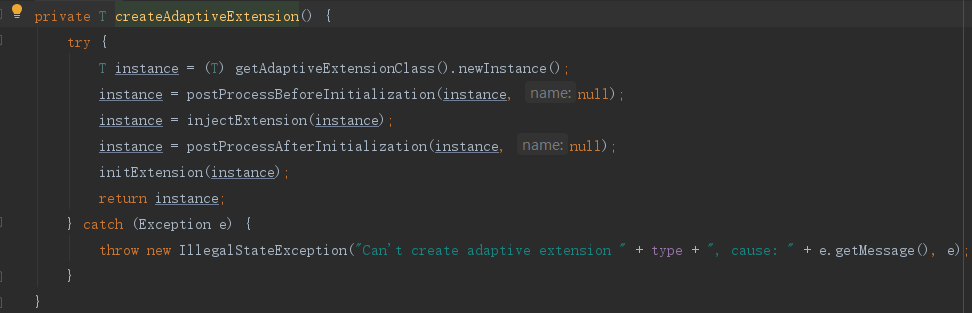 private T createAdaptiveExtension() {
try {
T instance = (T) getAdaptiveExtensionClass().newInstance();
instance = postProcessBeforeInitialization(instance, name: null);
instance = injectExtension(instance);
instance = postProcessAfterInitialization(instance, name: null);
initExtension(instance);
return instance;
} catch (Exception e) {
throw new IllegalStateException("Can't create adaptive extension " + type + ", cause: " + e.getMessage(), e);
}
}